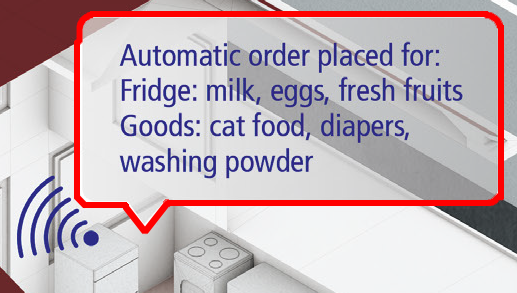 Automatic order placed for:
Fridge: milk, eggs, fresh fruits
Goods: cat food, diapers,
washing powder